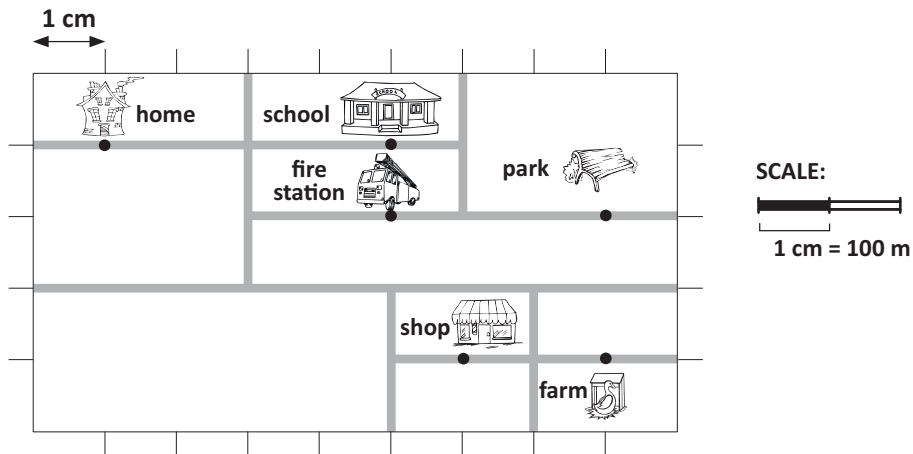 1 cm
home
school
SCHOOL
fire
station
park
SCALE:
1 cm = 100 m
shop
farm